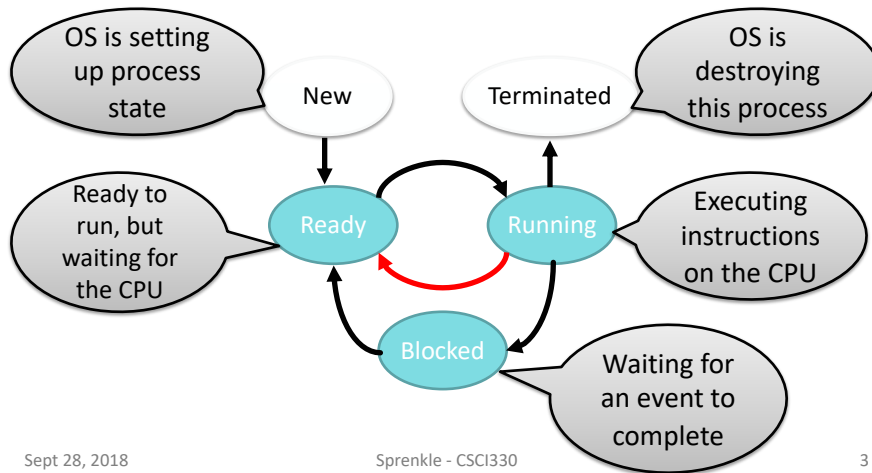 OS is setting
up process
state
New
Terminated
OS is
destroying
this process
Ready to
run, but
waiting for
the CPU
Ready
Running
Executing
instructions
on the CPU
Blocked
Waiting for
an event to
complete
Sept 28, 2018
Sprenkle - CSCI330
3